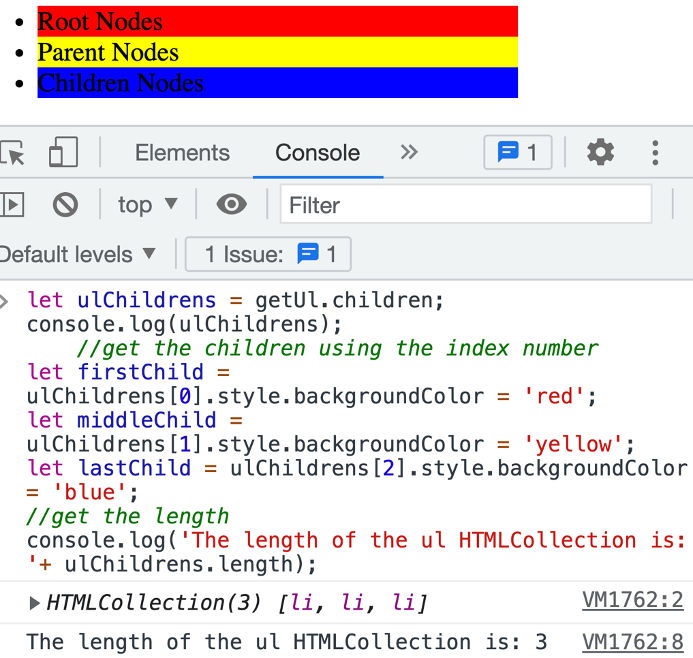 Root Nodes
Parent Nodes
Children Nodes
Elements Console 1
top Filter
Default levels 1 Issue: 1
let ulChildrens = getUl.children;
console.log(ulChildrens);
//get the children using the index number
let firstChild =
ulChildrens[0].style.backgroundColor = 'red';
let middleChild =
ulChildrens[1].style.backgroundColor = 'yellow';
let lastChild = ulChildrens[2].style.backgroundColor
= 'blue';
//get the length
console.log('The length of the ul HTMLCollection is:
'+ ulChildrens.length);
HTMLCollection(3) [li, li, li] VM1762:2
The length of the ul HTMLCollection is: 3 VM1762:8